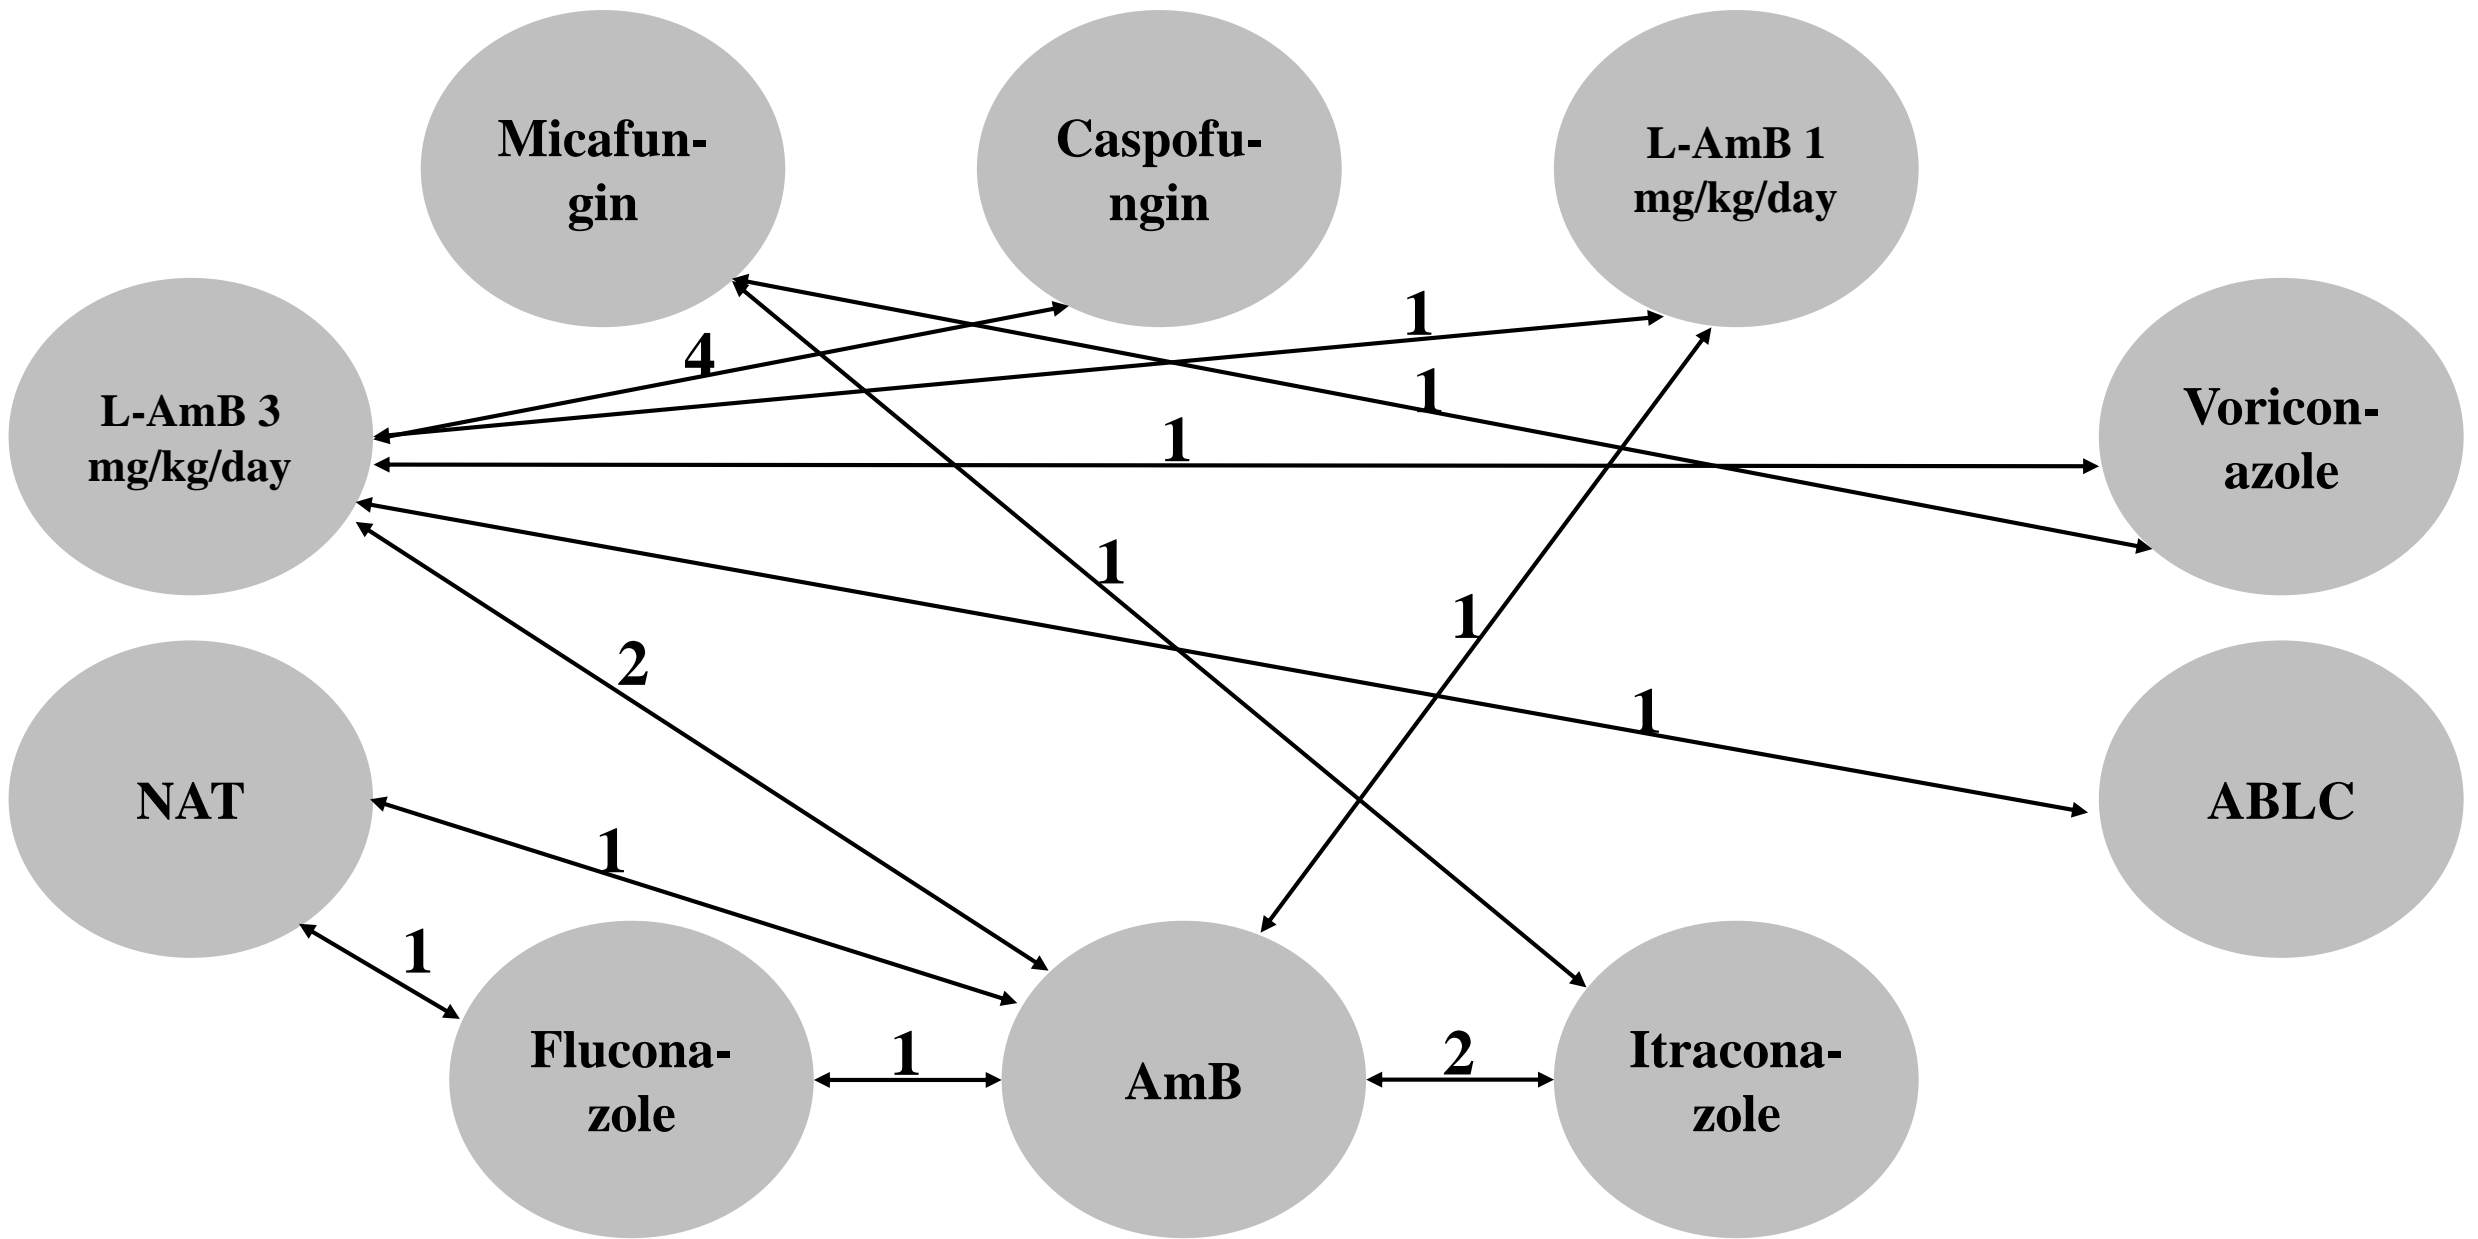 Micafun-
gin
Caspofu-
ngin
L-AmB 1
mg/kg/day
1
4
1
L-AmB 3
mg/kg/day
Voricon-
azole
1
1
1
2
1
NAT
ABLC
1
1
Flucona-
zole
1
AmB
2
Itracona-
zole